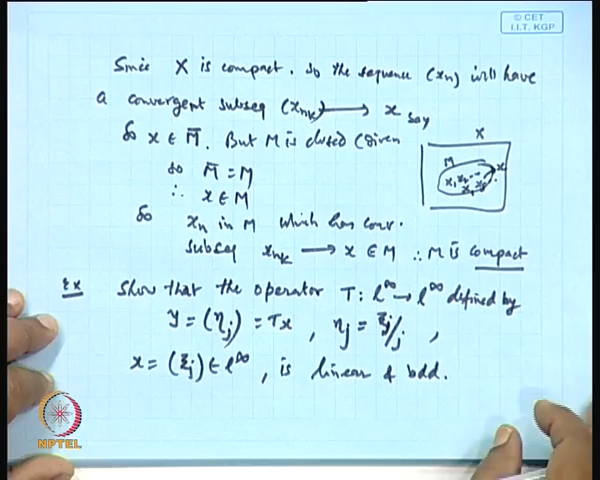 © CET
I.I.T. KGP
Since X is compact. So the sequence (xn) will have
a convergent subseq (xnk) ⟶ x say
So x ∈ M̄. But M is closed (Given
so M̄ = M
∴ x ∈ M
So xn in M which has conv.
subseq xnk ⟶ x ∈ M ∴ M is compact
X
M
x
x1, x2 ...
Ex Show that the operator T: l^∞ → l^∞ defined by
y = (ηj) = Tx , ηj = ξj/j ,
x = (ξj) ∈ l^∞ , is linear & bdd.
NPTEL